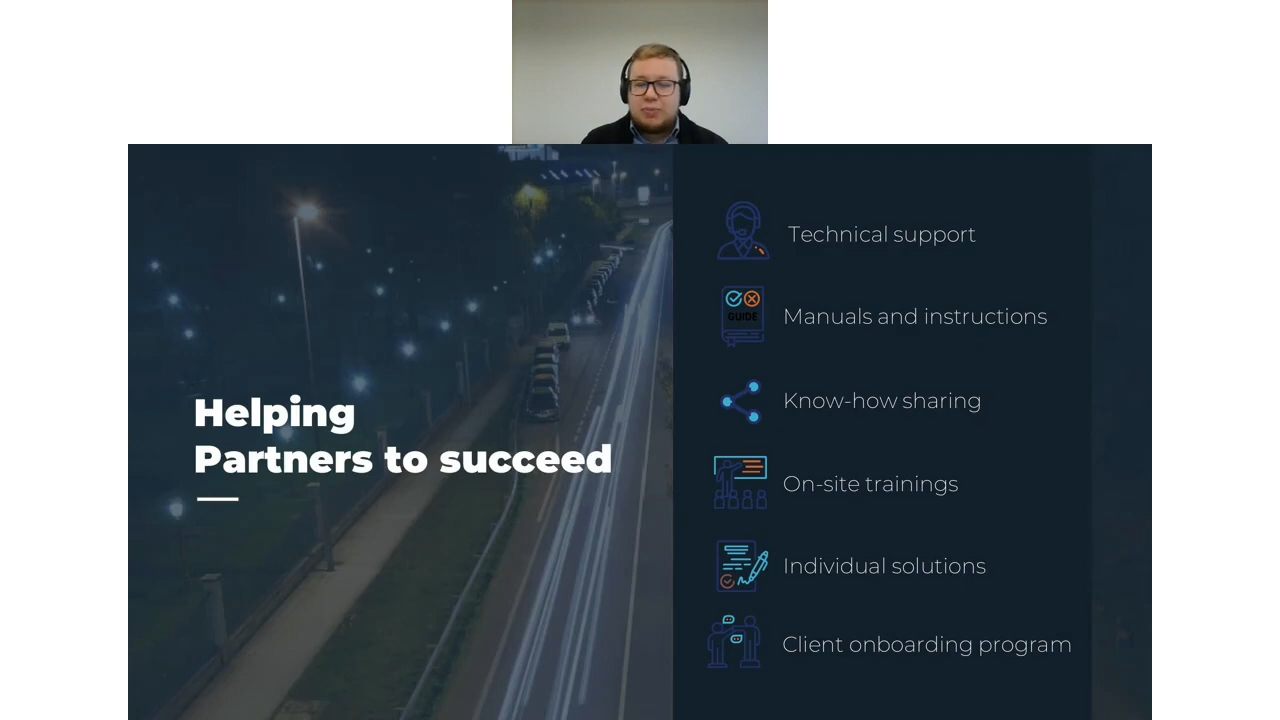 Helping
Partners to succeed
Technical support
GUIDE
Manuals and instructions
Know-how sharing
On-site trainings
Individual solutions
Client onboarding program